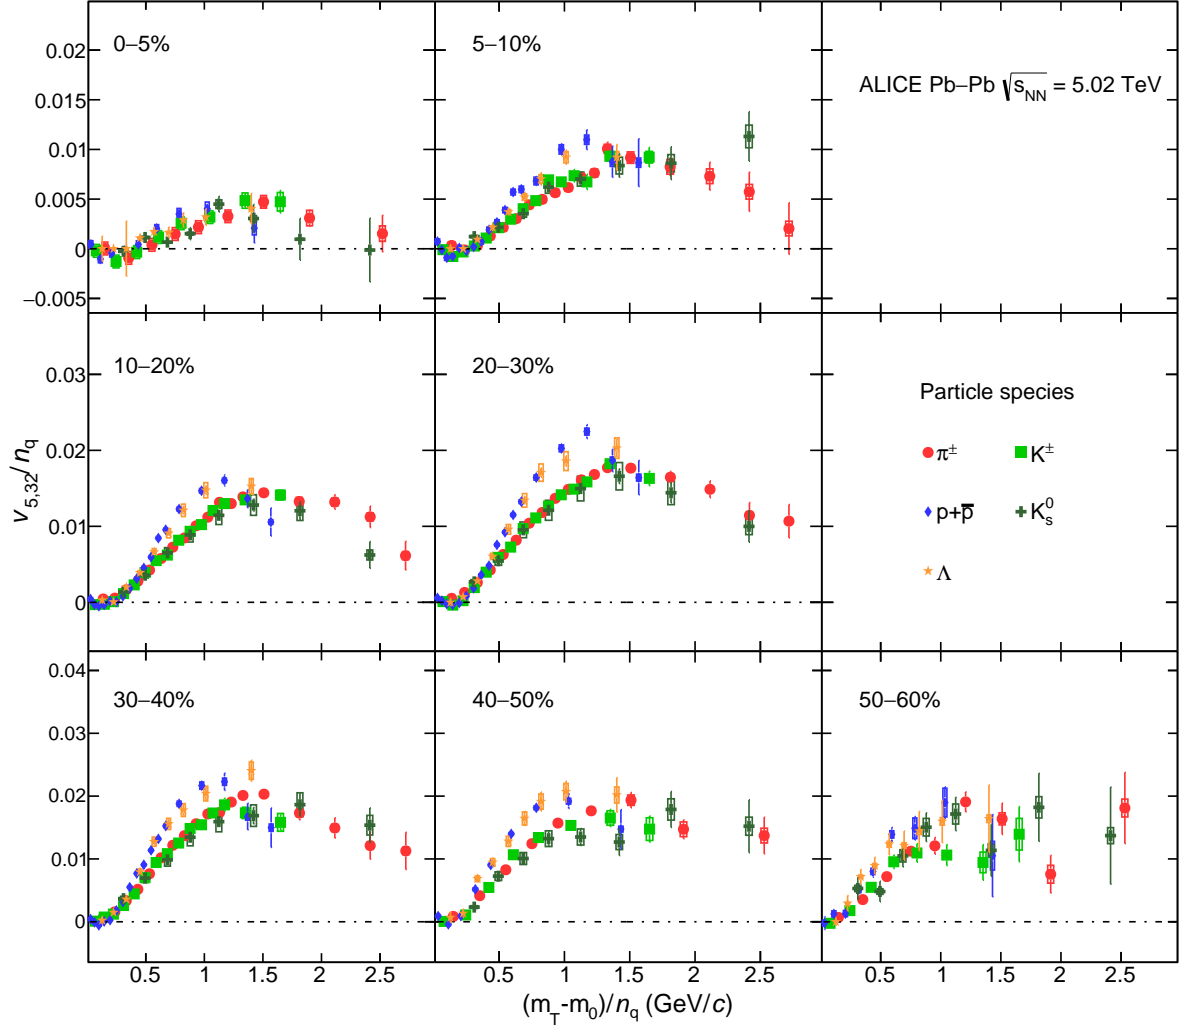 0–5%
5–10%
ALICE Pb–Pb √sNN = 5.02 TeV
0.02
0.015
0.01
0.005
0
−0.005
10–20%
20–30%
Particle species
π±
K±
p+p̅
K0s
Λ
0.03
0.02
0.01
0
v5,32/nq
30–40%
40–50%
50–60%
0.04
0.03
0.02
0.01
0
0.5 1 1.5 2 2.5
0.5 1 1.5 2 2.5
0.5 1 1.5 2 2.5
(mT-m0)/nq (GeV/c)